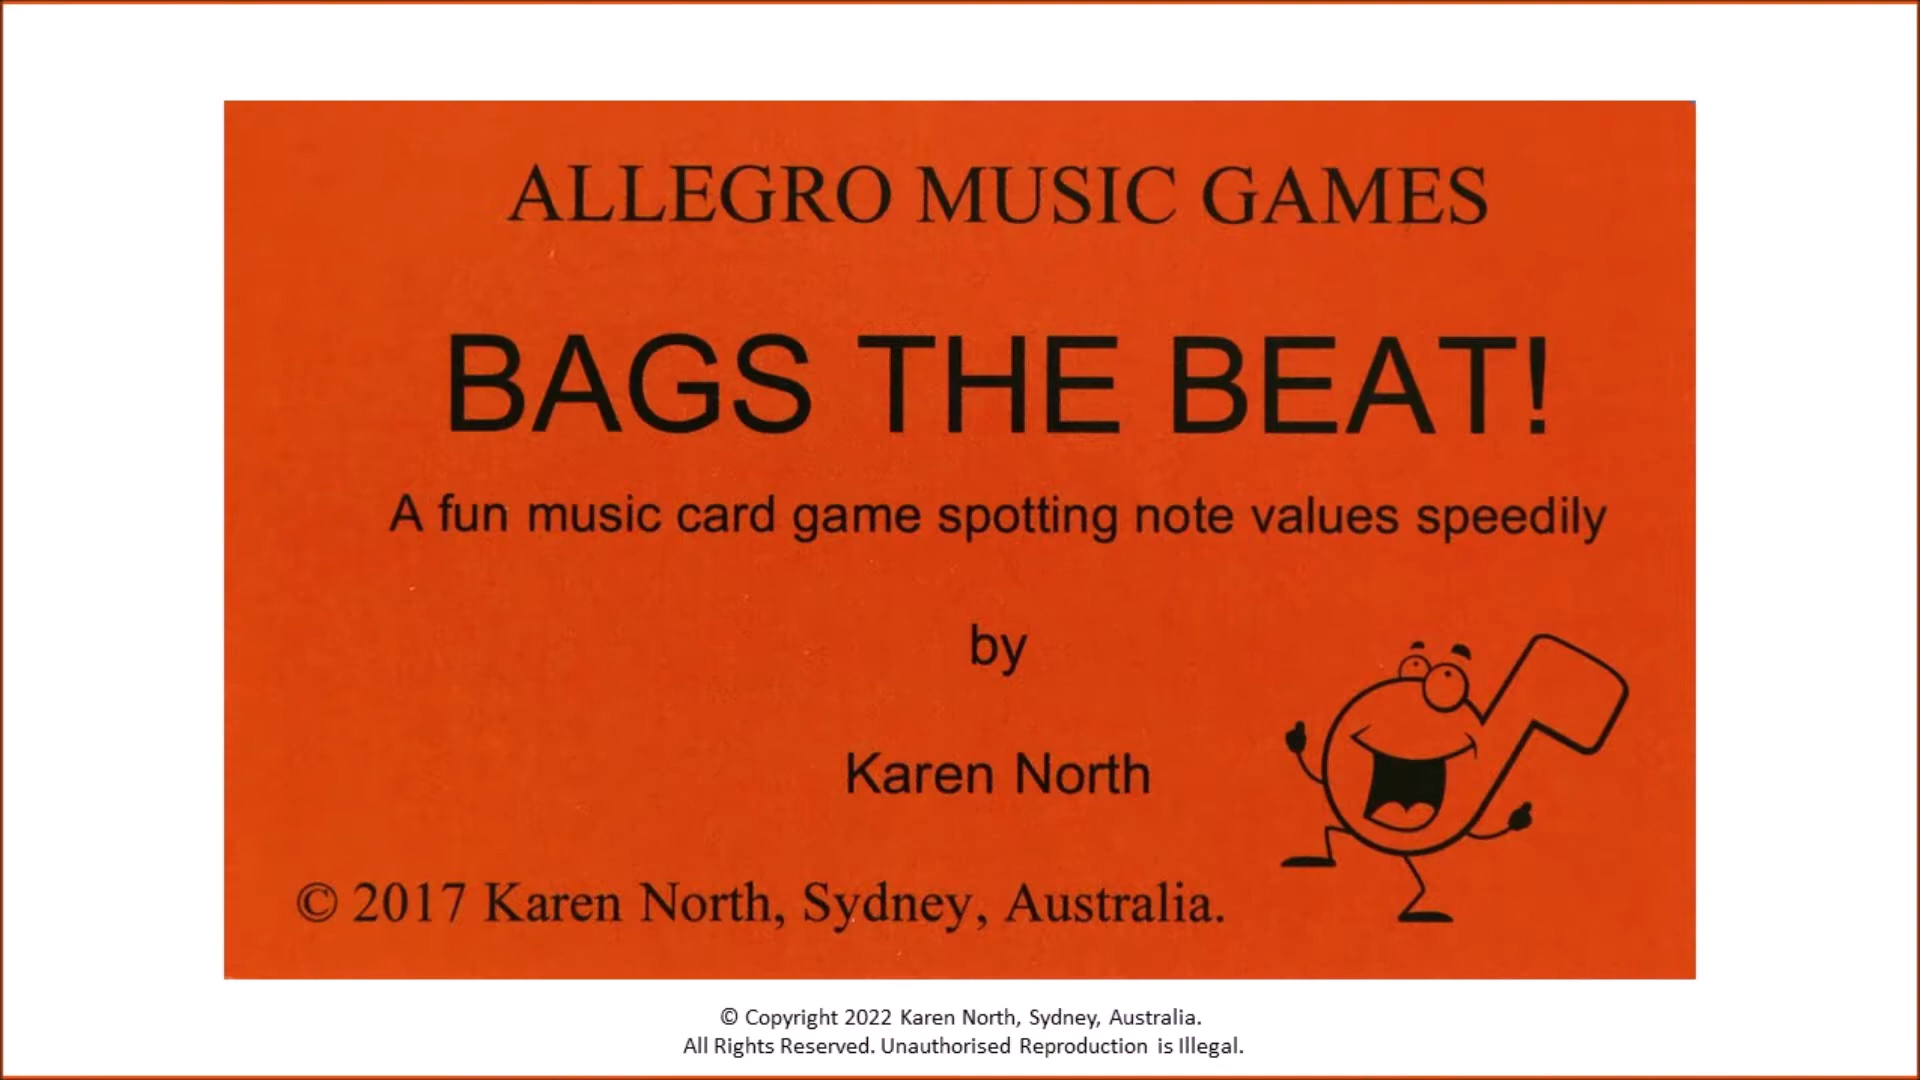 ALLEGRO MUSIC GAMES
BAGS THE BEAT!
A fun music card game spotting note values speedily
by
Karen North
© 2017 Karen North, Sydney, Australia.
© Copyright 2022 Karen North, Sydney, Australia.
All Rights Reserved. Unauthorised Reproduction is Illegal.